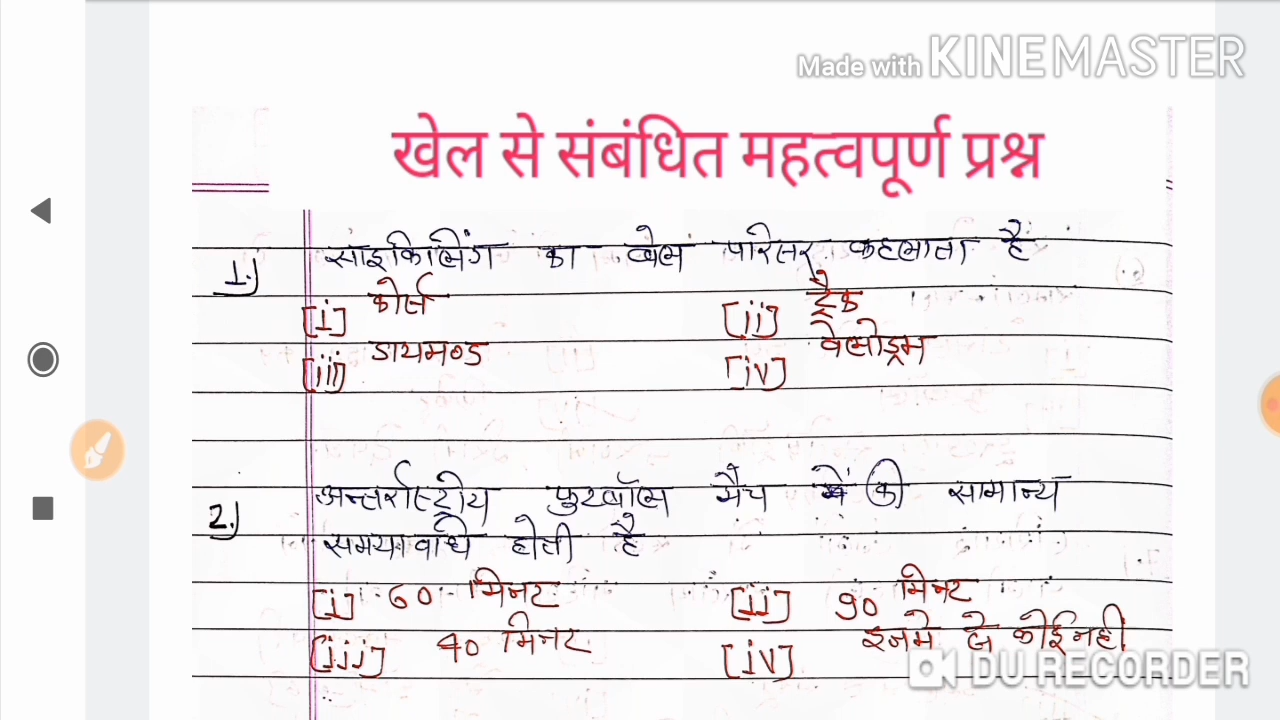 Made with KINEMASTER
खेल से संबंधित महत्वपूर्ण प्रश्न
1.) साइकिलिंग का खेल परिसर कहलाता है
[i] कोर्स [ii] ट्रैक
[iii] डायमण्ड [iv] वेलोड्रम
2.) अन्तर्राष्ट्रीय फुटबॉल मैच की सामान्य
समयावधि होती है
[i] 60 मिनट [ii] 90 मिनट
[iii] 40 मिनट [iv] इनमे से कोई नही
DU RECORDER